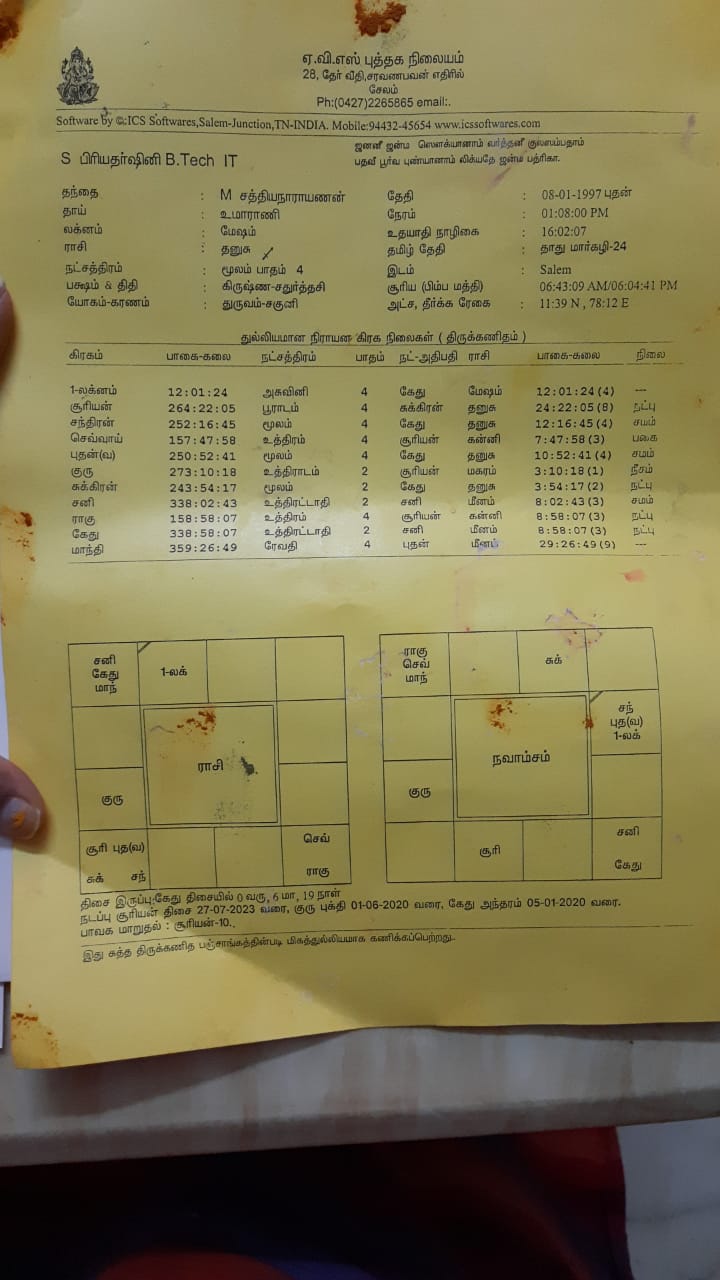 ஏ.வி.எஸ் புத்தக நிலையம்
28, தேர் வீதி,சரவணபவன் எதிரில்
சேலம்
Ph:(0427)2265865 email:.
Software by ©:ICS Softwares,Salem-Junction,TN-INDIA. Mobile:94432-45654 www.icssoftwares.com
ஜனனீ ஜன்ம ஸௌக்யானாம் வர்த்தனீ குலஸம்பதாம்
பதவீ பூர்வ புண்யானாம் லிக்யதே ஜன்ம பத்ரிகா.
S பிரியதர்ஷினி B.Tech IT
தந்தை : M சத்தியநாராயணன் தேதி : 08-01-1997 புதன்
தாய் : உமாராணி நேரம் : 01:08:00 PM
லக்னம் : மேஷம் உதயாதி நாழிகை : 16:02:07
ராசி : தனுசு தமிழ் தேதி : தாது மார்கழி-24
நட்சத்திரம் : மூலம் பாதம் 4 இடம் : Salem
பக்ஷம் & திதி : கிருஷ்ண-சதுர்த்தசி சூரிய (பிம்ப மத்தி) 06:43:09 AM/06:04:41 PM
யோகம்-கரணம் : துருவம்-சகுனி அட்ச, தீர்க்க ரேகை : 11:39 N , 78:12 E
துல்லியமான நிராயன கிரக நிலைகள் ( திருக்கணிதம் )
கிரகம் பாகை-கலை நட்சத்திரம் பாதம் நட்-அதிபதி ராசி பாகை-கலை நிலை
1-லக்னம் 12:01:24 அசுவினி 4 கேது மேஷம் 12:01:24(4) ---
சூரியன் 264:22:05 பூராடம் 4 சுக்கிரன் தனுசு 24:22:05(8) நட்பு
சந்திரன் 252:16:45 மூலம் 4 கேது தனுசு 12:16:45(4) சமம்
செவ்வாய் 157:47:58 உத்திரம் 4 சூரியன் கன்னி 7:47:58(3) பகை
புதன்(வ) 250:52:41 மூலம் 4 கேது தனுசு 10:52:41(4) சமம்
குரு 273:10:18 உத்திராடம் 2 சூரியன் மகரம் 3:10:18(1) நீசம்
சுக்கிரன் 243:54:17 மூலம் 2 கேது தனுசு 3:54:17(2) நட்பு
சனி 338:02:43 உத்திரட்டாதி 2 சனி மீனம் 8:02:43(3) சமம்
ராகு 158:58:07 உத்திரம் 4 சூரியன் கன்னி 8:58:07(3) நட்பு
கேது 338:58:07 உத்திரட்டாதி 2 சனி மீனம் 8:58:07(3) நட்பு
மாந்தி 359:26:49 ரேவதி 4 புதன் மீனம் 29:26:49(9) ---
சனி
கேது
மாந்
1-லக்
ராசி
குரு
சூரி புத(வ)
சுக் சந்
செவ்
ராகு
ராகு
செவ்
மாந்
சுக்
சந்
புத(வ)
1-லக்
நவாம்சம்
குரு
சூரி
சனி
கேது
திசை இருப்பு:கேது திசையில் 0 வரு, 6 மா, 19 நாள்
நடப்பு சூரியன் திசை 27-07-2023 வரை, குரு புக்தி 01-06-2020 வரை, கேது அந்தரம் 05-01-2020 வரை.
பாவக மாறுதல் : சூரியன்-10..
இது சுத்த திருக்கணித பஞ்சாங்கத்தின்படி மிகத்துல்லியமாக கணிக்கப்பெற்றது..